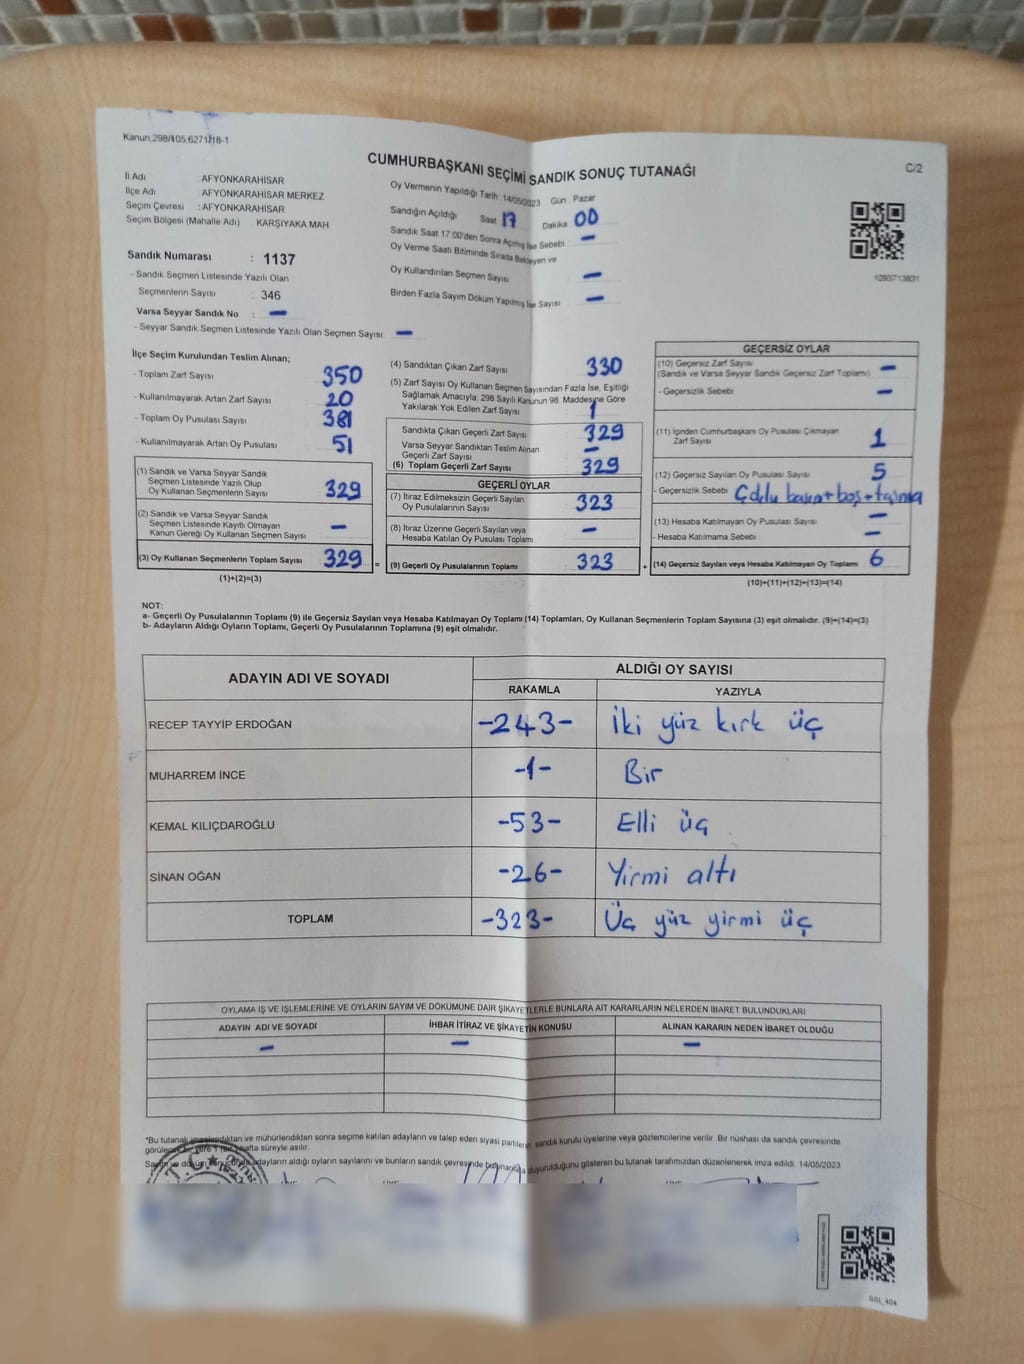 Kanun.298/105,6271/18-1
CUMHURBAŞKANI SEÇİMİ SANDIK SONUÇ TUTANAĞI
C/2
İl Adı AFYONKARAHİSAR
İlçe Adı AFYONKARAHİSAR MERKEZ
Seçim Çevresi : AFYONKARAHİSAR
Seçim Bölgesi (Mahalle Adı) KARŞIYAKA MAH
Sandık Numarası : 1137
- Sandık Seçmen Listesinde Yazılı Olan
Seçmenlerin Sayısı : 346
Varsa Seyyar Sandık No : -
- Seyyar Sandık Seçmen Listesinde Yazılı Olan Seçmen Sayısı: -
Oy Vermenin Yapıldığı Tarih :14/05/2023 Gün : Pazar
Sandığın Açıldığı Saat 17 Dakika 00
Sandık Saat 17:00'den Sonra Açılmış İse Sebebi -
Oy Verme Saati Bitiminde Sırada Bekleyen ve
Oy Kullandırılan Seçmen Sayısı -
Birden Fazla Sayım Döküm Yapılmış İse Sayısı -
1093713831
İlçe Seçim Kurulundan Teslim Alınan;
- Toplam Zarf Sayısı 350
- Kullanılmayarak Artan Zarf Sayısı 20
- Toplam Oy Pusulası Sayısı 381
- Kullanılmayarak Artan Oy Pusulası 51
(1) Sandık ve Varsa Seyyar Sandık
Seçmen Listesinde Yazılı Olup
Oy Kullanan Seçmenlerin Sayısı 329
(2) Sandık ve Varsa Seyyar Sandık
Seçmen Listesinde Kayıtlı Olmayan
Kanun Gereği Oy Kullanan Seçmen Sayısı -
(3) Oy Kullanan Seçmenlerin Toplam Sayısı 329 =
(1)+(2)=(3)
(4) Sandıktan Çıkan Zarf Sayısı 330
(5) Zarf Sayısı Oy Kullanan Seçmen Sayısından Fazla İse, Eşitliği
Sağlamak Amacıyla, 298 Sayılı Kanunun 98. Maddesine Göre
Yakılarak Yok Edilen Zarf Sayısı 1
Sandıkta Çıkan Geçerli Zarf Sayısı 329
Varsa Seyyar Sandıktan Teslim Alınan
Geçerli Zarf Sayısı -
(6) Toplam Geçerli Zarf Sayısı 329
GEÇERLİ OYLAR
(7) İtiraz Edilmeksizin Geçerli Sayılan
Oy Pusulalarının Sayısı 323
(8) İtiraz Üzerine Geçerli Sayılan veya
Hesaba Katılan Oy Pusulası Toplamı -
(9) Geçerli Oy Pusulalarının Toplamı 323 +
GEÇERSİZ OYLAR
(10) Geçersiz Zarf Sayısı
(Sandık ve Varsa Seyyar Sandık Geçersiz Zarf Toplamı) -
- Geçersizlik Sebebi -
(11) İçinden Cumhurbaşkanı Oy Pusulası Çıkmayan
Zarf Sayısı 1
(12) Geçersiz Sayılan Oy Pusulası Sayısı 5
- Geçersizlik Sebebi boş+taşma
(13) Hesaba Katılmayan Oy Pusulası Sayısı -
- Hesaba Katılmama Sebebi -
(14) Geçersiz Sayılan veya Hesaba Katılmayan Oy Toplamı 6
(10)+(11)+(12)+(13)=(14)
NOT:
a- Geçerli Oy Pusulalarının Toplamı (9) ile Geçersiz Sayılan veya Hesaba Katılmayan Oy Toplamı (14) Toplamları, Oy Kullanan Seçmenlerin Toplam Sayısına (3) eşit olmalıdır. (9)+(14)=(3)
b- Adayların Aldığı Oyların Toplamı, Geçerli Oy Pusulalarının Toplamına (9) eşit olmalıdır.
ADAYIN ADI VE SOYADI ALDIĞI OY SAYISI
RAKAMLA YAZIYLA
RECEP TAYYİP ERDOĞAN -243- İki yüz kırk üç
MUHARREM İNCE -1- Bir
KEMAL KILIÇDAROĞLU -53- Elli üç
SİNAN OĞAN -26- Yirmi altı
TOPLAM -323- Üç yüz yirmi üç
OYLAMA İŞ VE İŞLEMLERİNE VE OYLARIN SAYIM VE DÖKÜMÜNE DAİR ŞİKAYETLERLE BUNLARA AİT KARARLARIN NELERDEN İBARET BULUNDUKLARI
ADAYIN ADI VE SOYADI İHBAR İTİRAZ VE ŞİKAYETİN KONUSU ALINAN KARARIN NEDEN İBARET OLDUĞU
- - -
*Bu tutanak imzalandıktan ve mühürlendikten sonra seçime katılan adayların ve talep eden siyasi partilerin sandık kurulu üyelerine veya gözlemcilerine verilir. Bir nüshası da sandık çevresinde
görülen bir yere 1 (bir) hafta süreyle asılır.
Sayım ve döküm adayların aldığı oyların sayılarını ve bunların sandık çevresinde duyurulduğunu gösteren bu tutanak tarafımızdan düzenlenerek imza edildi. 14/05/2023
SSI_404